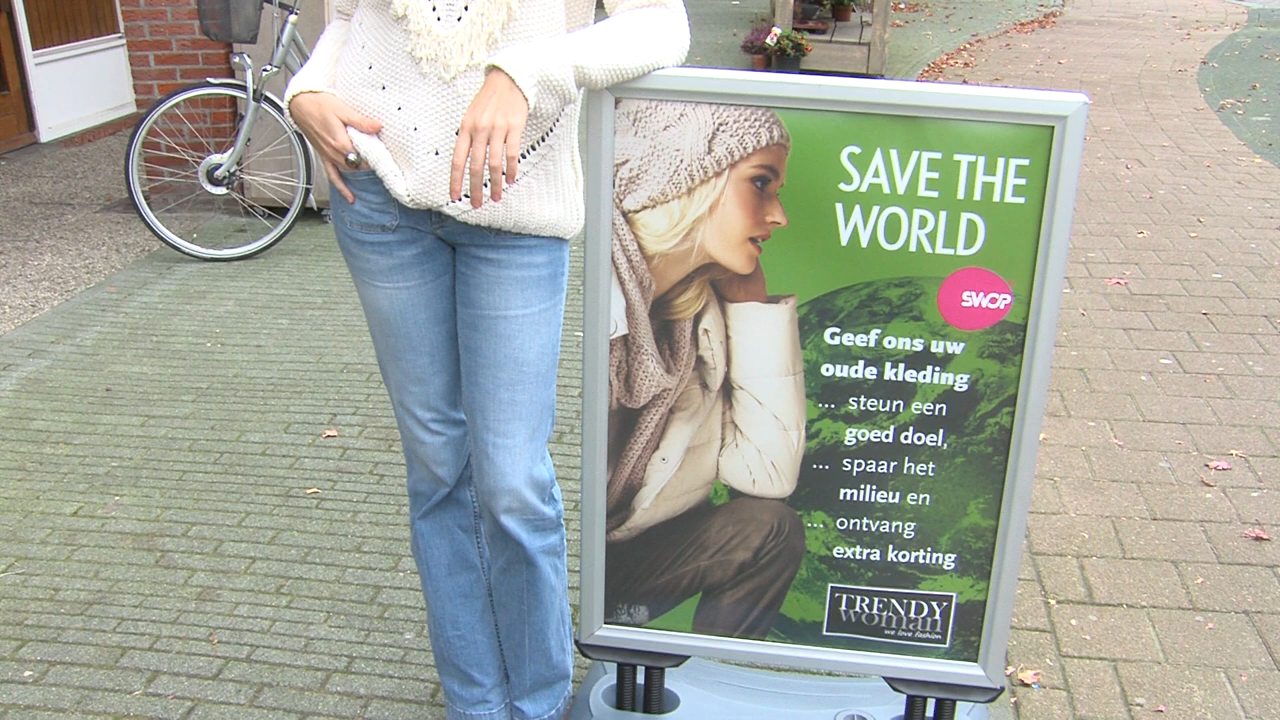 SAVE THE
WORLD
SWOP
Geef ons uw
oude kleding
... steun een
goed doel,
... spaar het
milieu en
... ontvang
extra korting
TRENDY
woman
we love fashion